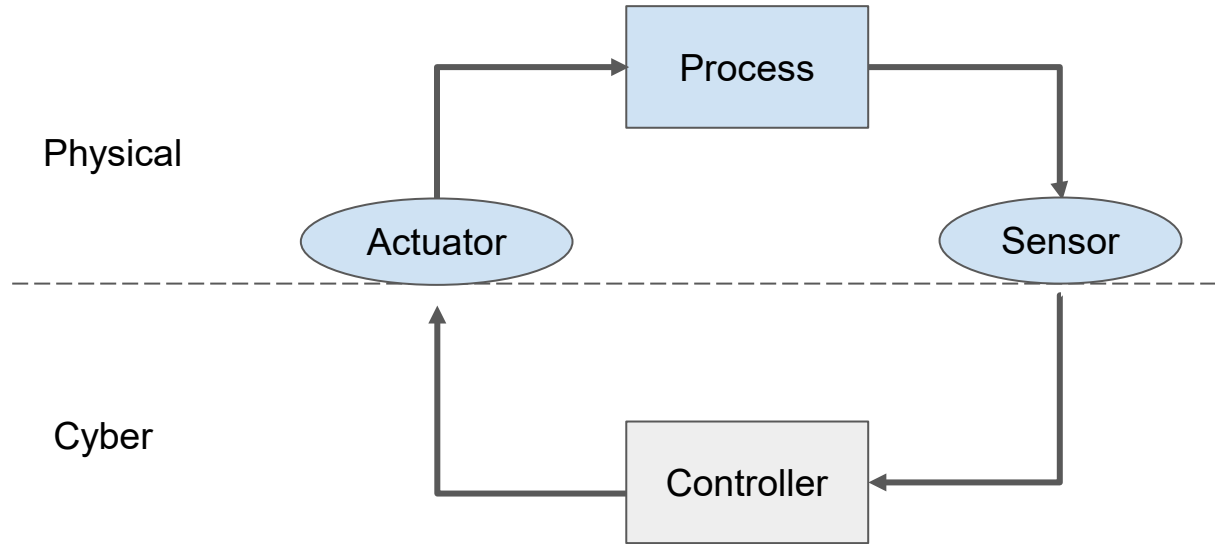 Process
Physical
Actuator
Sensor
Cyber
Controller